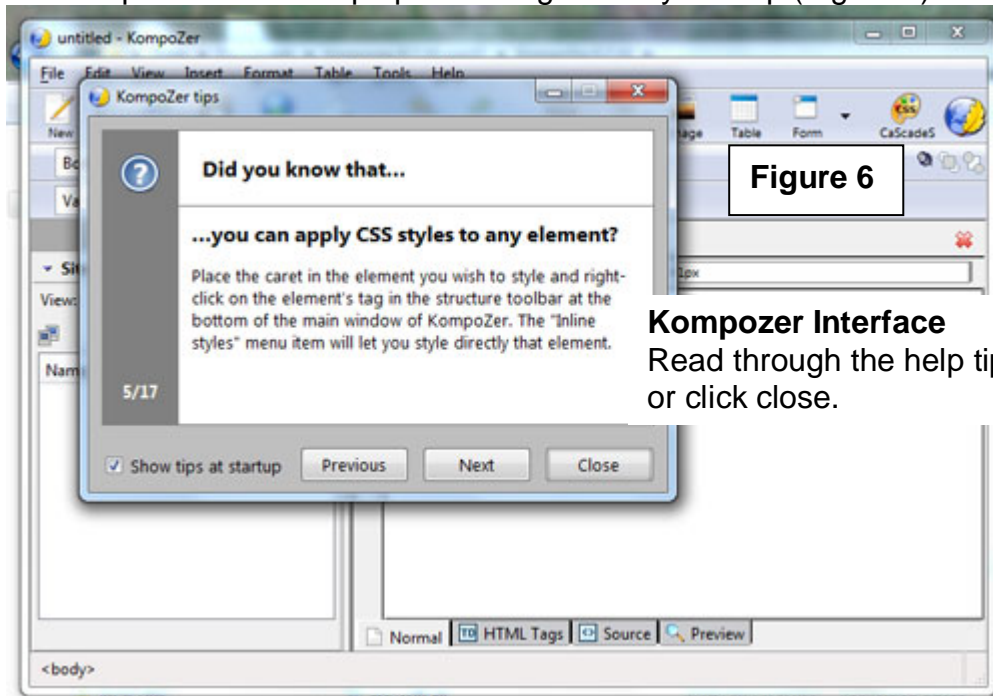 untitled - KompoZer
File Edit View Insert Format Table Tools Help
KompoZer tips
New
Table Form CaScadeS
Did you know that...
Figure 6
...you can apply CSS styles to any element?
Place the caret in the element you wish to style and right-
click on the element's tag in the structure toolbar at the
bottom of the main window of KompoZer. The "Inline
styles" menu item will let you style directly that element.
5/17
View:
Kompozer Interface
Read through the help
or click close.
Show tips at startup Previous Next Close
Normal HTML Tags Source Preview
<body>